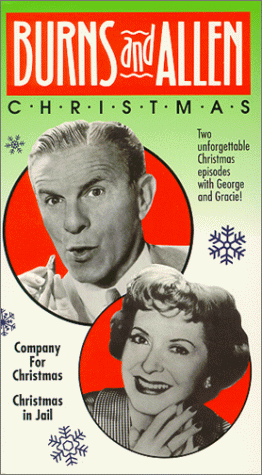 BURNS and ALLEN
C·H·R·I·S·T·M·A·S
Two
unforgettable
Christmas
episodes
with George
and Gracie!
Company
For
Christmas
Christmas
in Jail